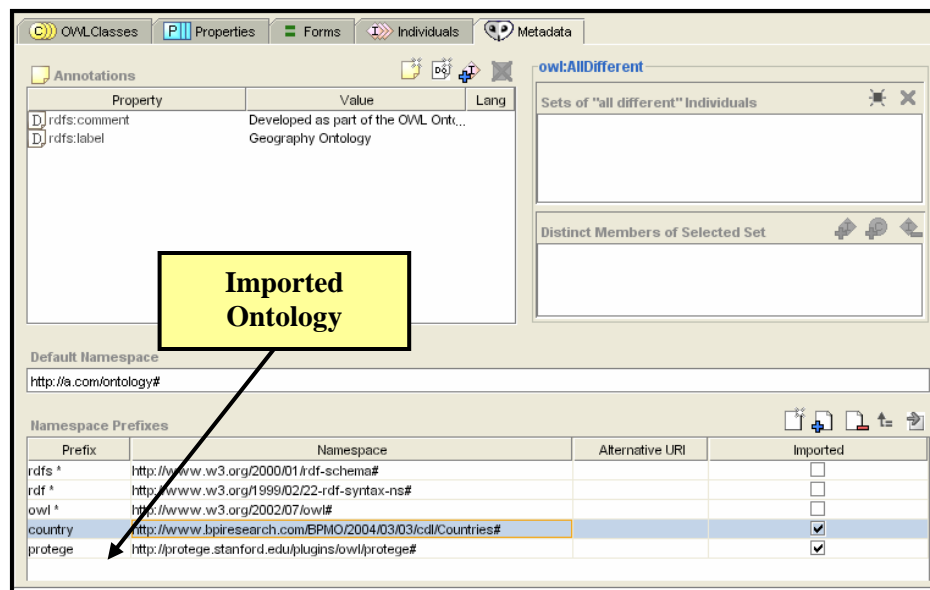 OWLClasses Properties Forms Individuals Metadata
Annotations
Property Value Lang
rdfs:comment Developed as part of the OWL Ontc...
rdfs:label Geography Ontology
owl:AllDifferent
Sets of "all different" Individuals
Distinct Members of Selected Set
Imported
Ontology
Default Namespace
http://a.com/ontology#
Namespace Prefixes
Prefix Namespace Alternative URI Imported
rdfs * http://www.w3.org/2000/01/rdf-schema#
rdf * http://www.w3.org/1999/02/22-rdf-syntax-ns#
owl * http://www.w3.org/2002/07/owl#
country http://www.bpiresearch.com/BPMO/2004/03/03/cdl/Countries#
protege http://protege.stanford.edu/plugins/owl/protege#